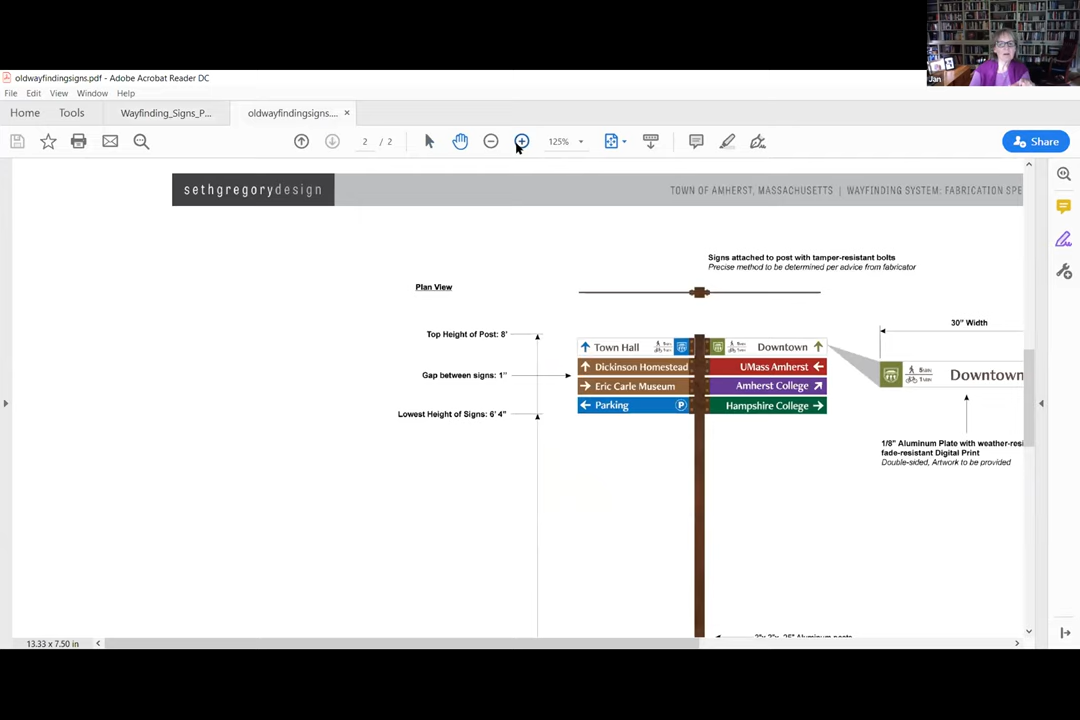 Jan
oldwayfindingsigns.pdf - Adobe Acrobat Reader DC
File Edit View Window Help
Home Tools Wayfinding_Signs_P... oldwayfindingsigns.... ×
2 / 2 125% Share
sethgregorydesign TOWN OF AMHERST, MASSACHUSETTS | WAYFINDING SYSTEM: FABRICATION SPE
Signs attached to post with tamper-resistant bolts
Precise method to be determined per advice from fabricator
Plan View
30" Width
Top Height of Post: 8'
Town Hall Downtown
Dickinson Homestead UMass Amherst
Gap between signs: 1"
Downtown
Eric Carle Museum Amherst College
Parking P Hampshire College
Lowest Height of Signs: 6' 4"
1/8" Aluminum Plate with weather-resi
fade-resistant Digital Print
Double-sided, Artwork to be provided
13.33 x 7.50 in